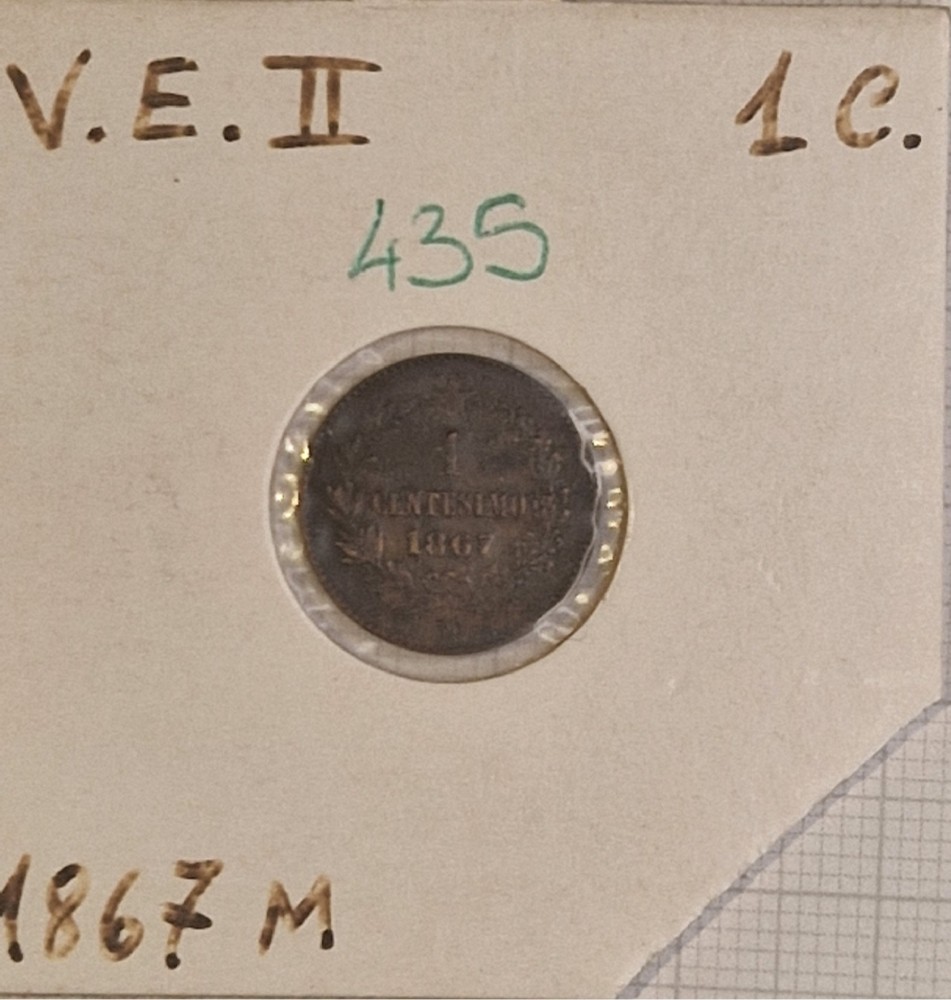 V.E.II 1 C.
435
1
CENTESIMO
1867
M
1867 M